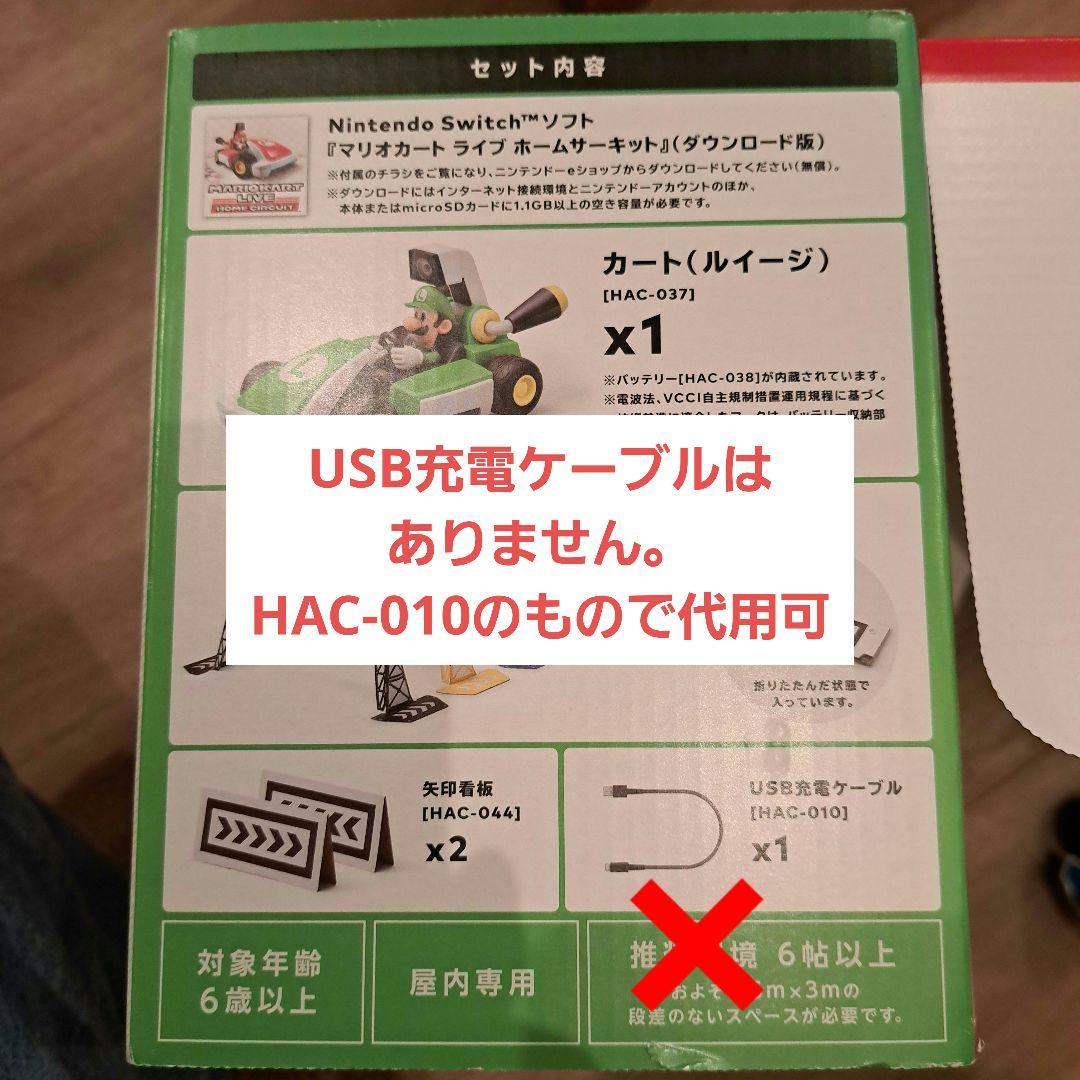 セット内容
MARIOKART
LIVE
HOME CIRCUIT
Nintendo Switch™ソフト
『マリオカート ライブ ホームサーキット』(ダウンロード版)
※付属のチラシをご覧になり、ニンテンドーeショップからダウンロードしてください(無償)。
※ダウンロードにはインターネット接続環境とニンテンドーアカウントのほか、
本体またはmicroSDカードに1.1GB以上の空き容量が必要です。
カート(ルイージ)
[HAC-037]
x1
※バッテリー[HAC-038]が内蔵されています。
※電波法、VCCI自主規制措置運用規程に基づく
USB充電ケーブルは
ありません。
HAC-010のもので代用可
折りたたんだ状態で
入っています。
矢印看板
[HAC-044]
x2
USB充電ケーブル
[HAC-010]
x1
対象年齢
6歳以上
屋内専用
推 境 6帖以上
およそ m×3mの
段差のないスペースが必要です。